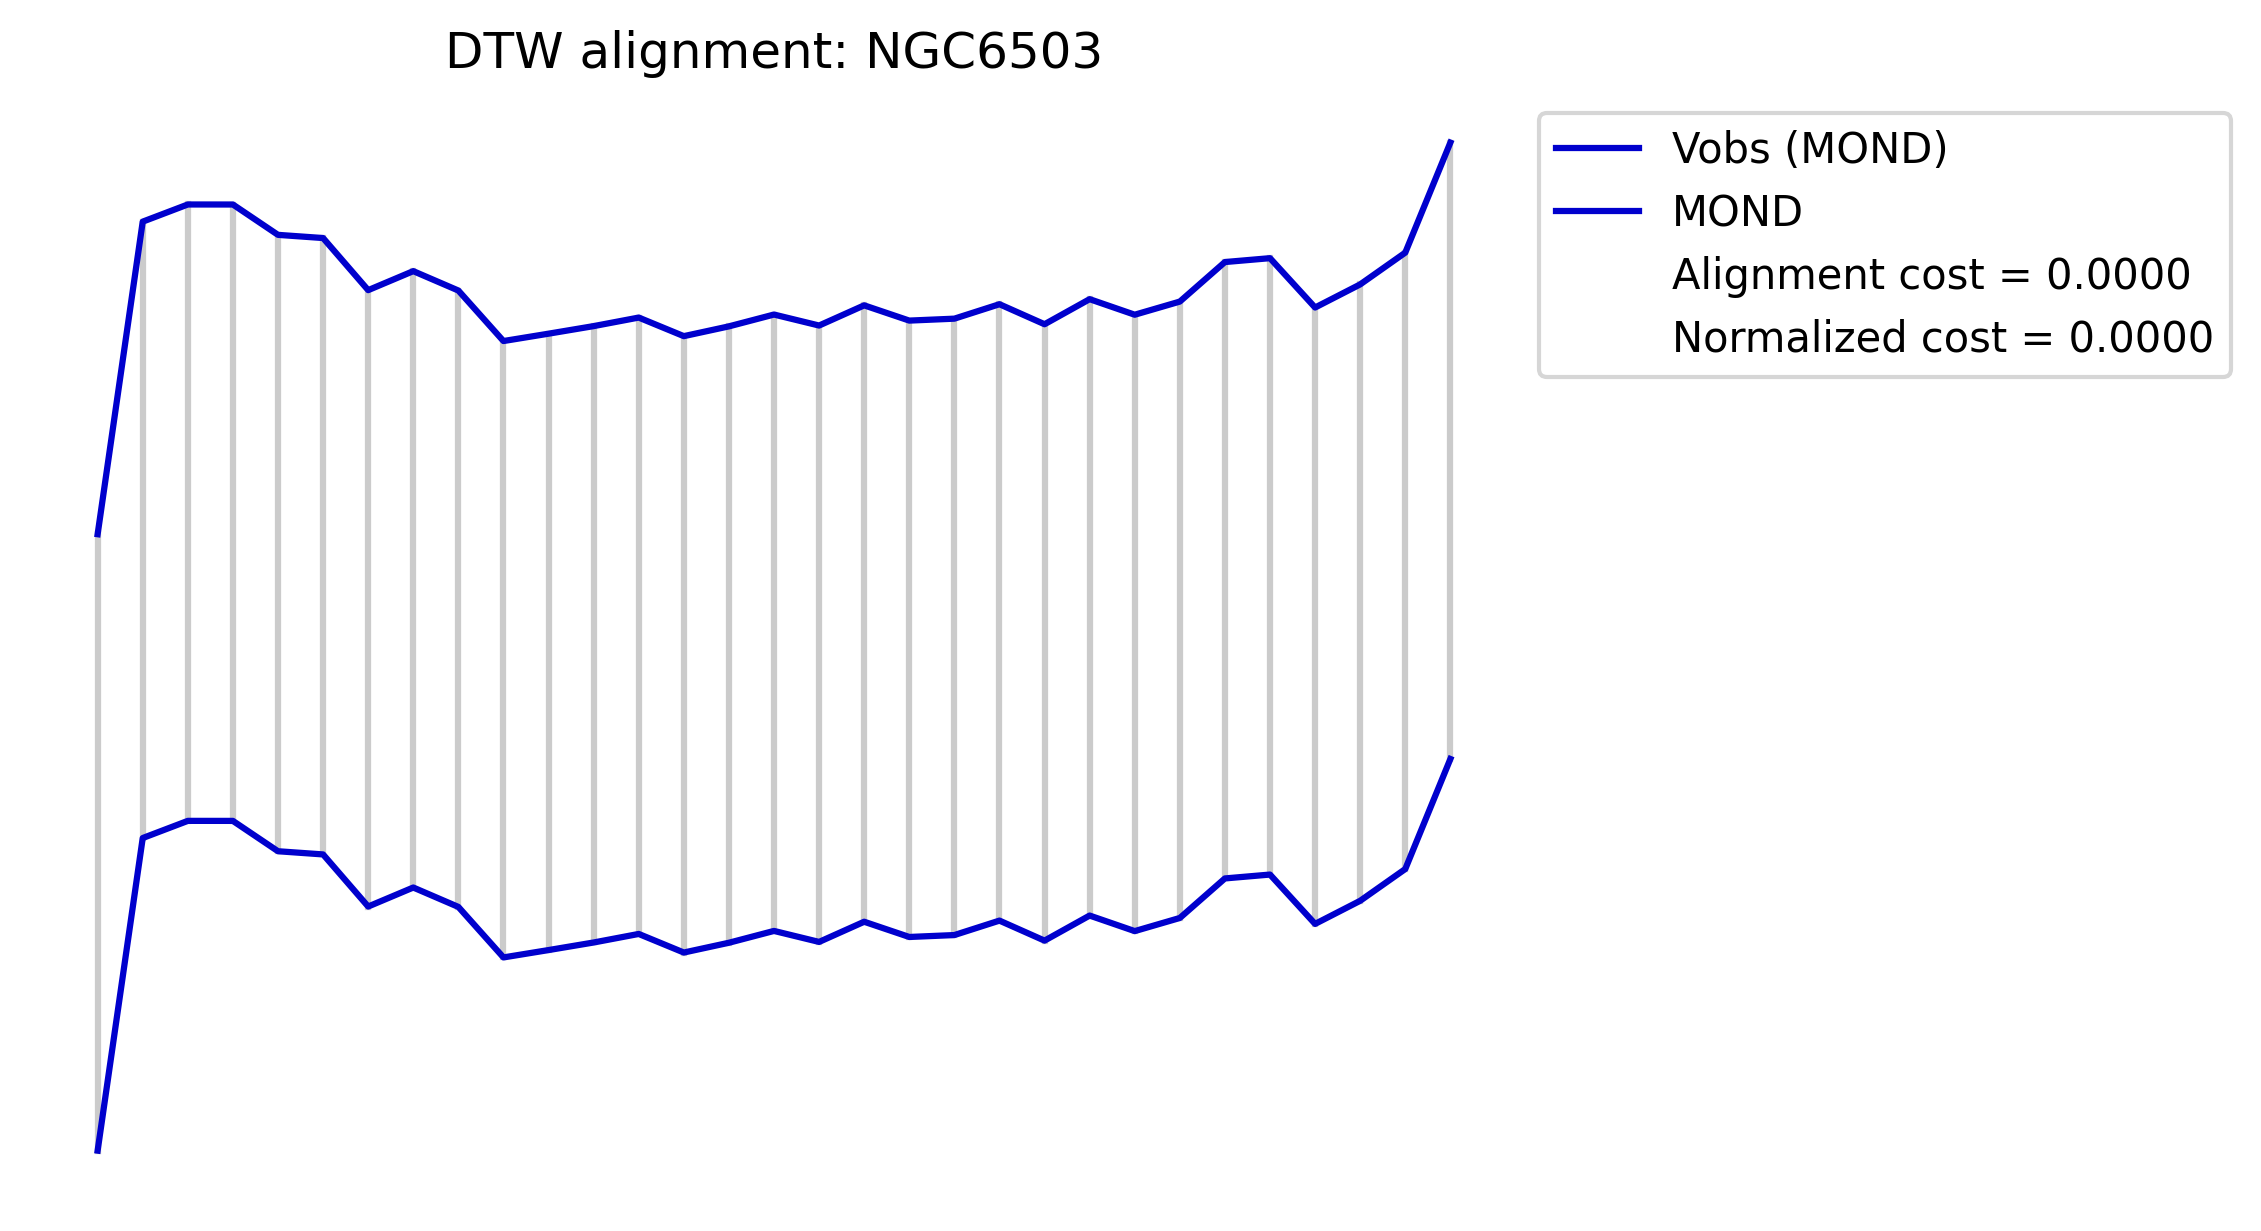 DTW alignment: NGC6503
Vobs (MOND)
MOND
Alignment cost = 0.0000
Normalized cost = 0.0000